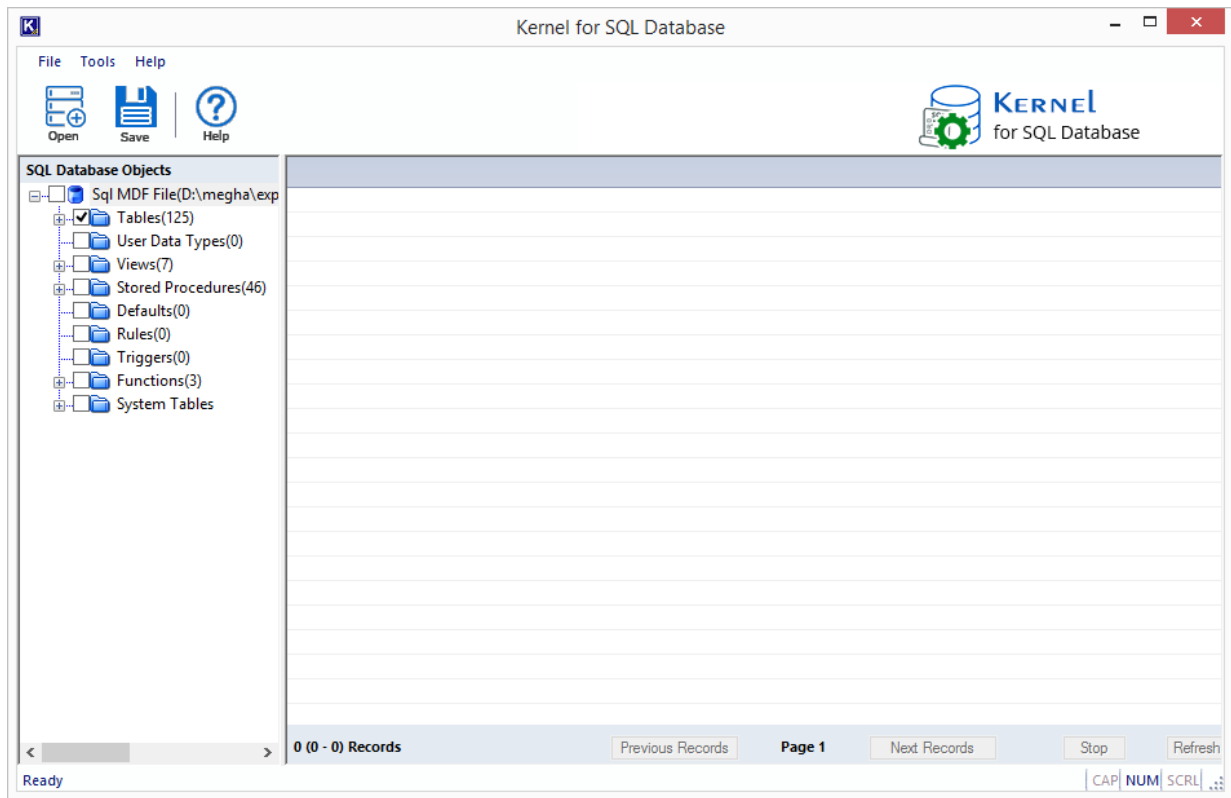 Kernel for SQL Database
File Tools Help
Open Save Help
KERNEL
for SQL Database
SQL Database Objects
Sql MDF File(D:\megha\exp
Tables(125)
User Data Types(0)
Views(7)
Stored Procedures(46)
Defaults(0)
Rules(0)
Triggers(0)
Functions(3)
System Tables
0 (0 - 0) Records Previous Records Page 1 Next Records Stop Refresh
Ready CAP NUM SCRL